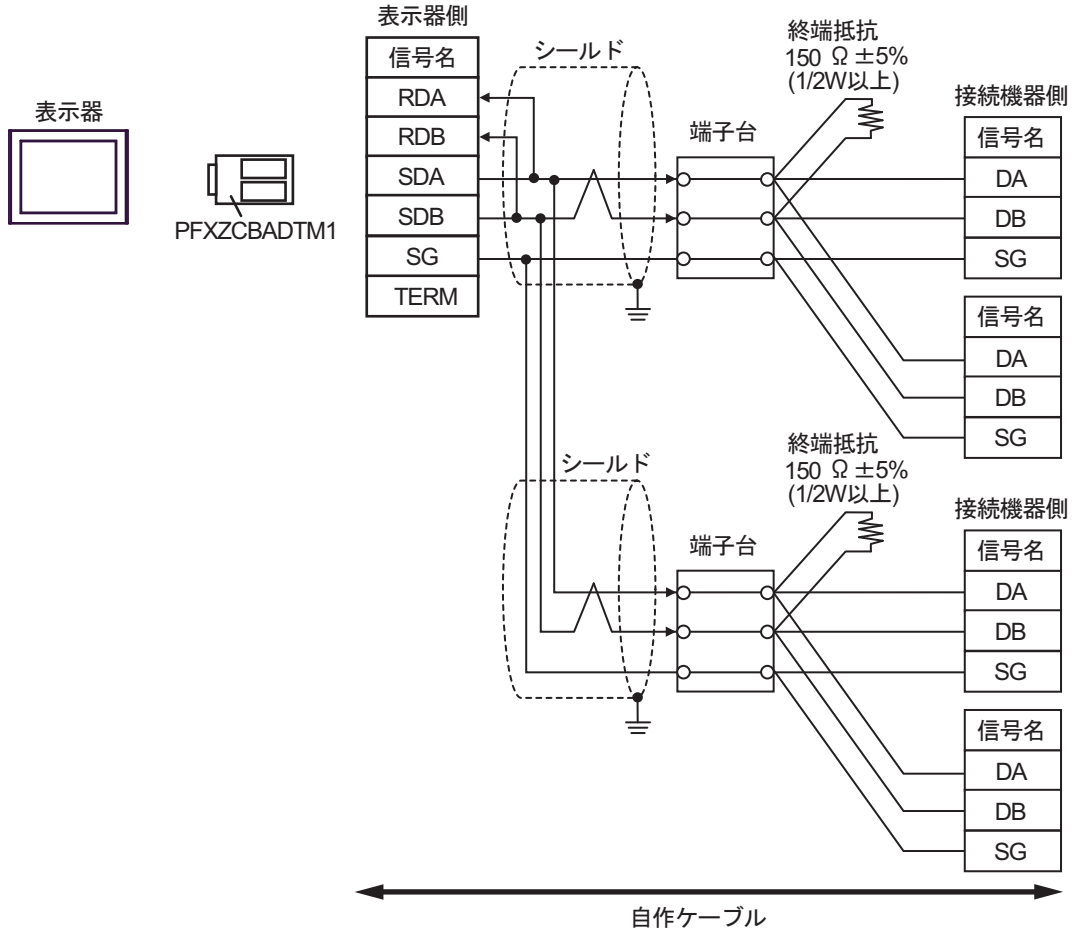 表示器
PFXZCBADTM1
表示器側
信号名
RDA
RDB
SDA
SDB
SG
TERM
シールド
端子台
終端抵抗
150 Ω ±5%
(1/2W以上)
接続機器側
信号名
DA
DB
SG
信号名
DA
DB
SG
シールド
端子台
終端抵抗
150 Ω ±5%
(1/2W以上)
接続機器側
信号名
DA
DB
SG
信号名
DA
DB
SG
自作ケーブル